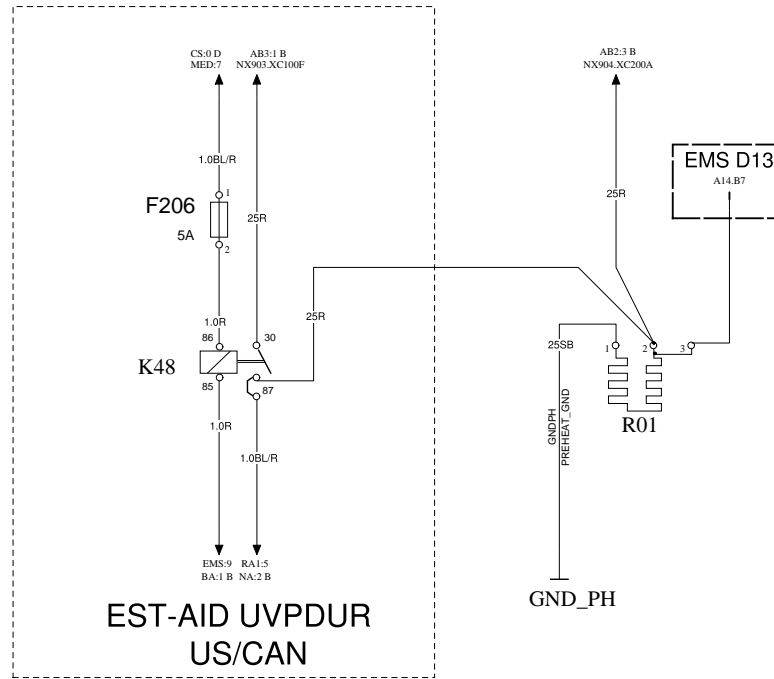 CS:0 D
MED:7
AB3:1 B
NX903.XC100F
AB2:3 B
NX904.XC200A
EMS D13
A14.B7
1.0BL/R
1
F206
5A
2
25R
25R
25R
1.0R
86
30
K48
85
87
1.0R
1.0BL/R
25SB
1
2
3
R01
GNDPH
PREHEAT_GND
EMS:9
BA:1 B
RA1:5
NA:2 B
GND_PH
EST-AID UVPDUR
US/CAN